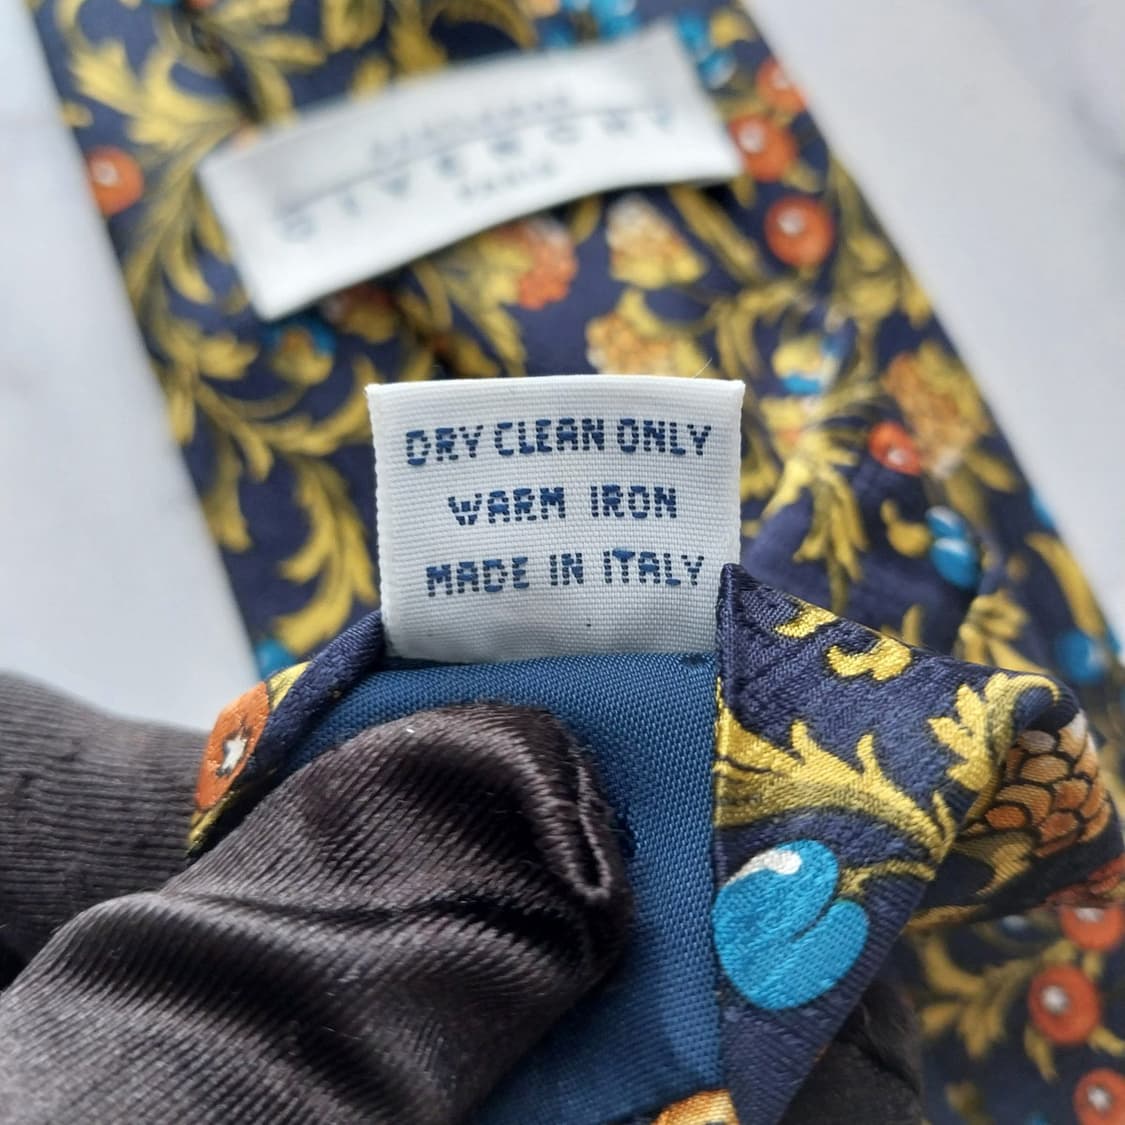 GIVENCHY
PARIS
DRY CLEAN ONLY
WARM IRON
MADE IN ITALY